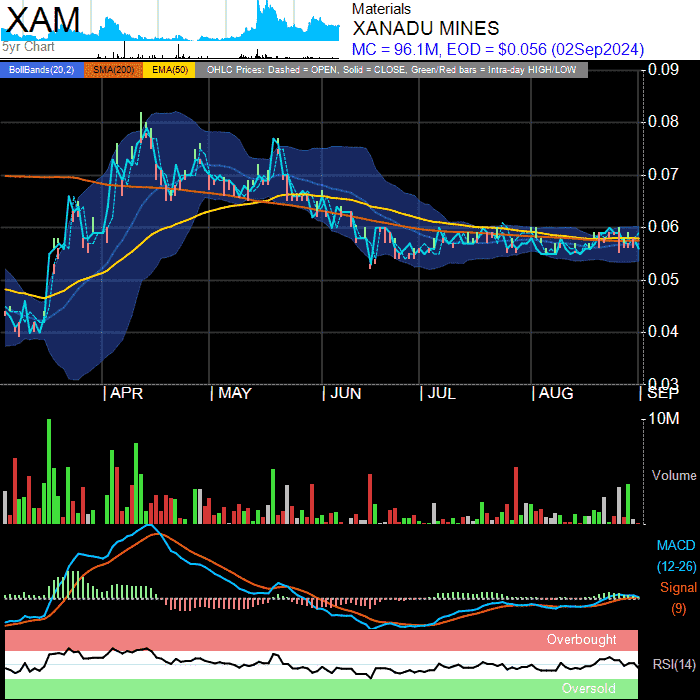 XAM
5yr Chart
Materials
XANADU MINES
MC = 96.1M, EOD = $0.056 (02Sep2024)
BollBands(20,2) SMA(200) EMA(50) OHLC Prices: Dashed = OPEN, Solid = CLOSE, Green/Red bars = Intra-day HIGH/LOW
0.09
0.08
0.07
0.06
0.05
0.04
0.03
APR MAY JUN JUL AUG SEP
10M
Volume
MACD
(12-26)
Signal
(9)
Overbought
RSI(14)
Oversold